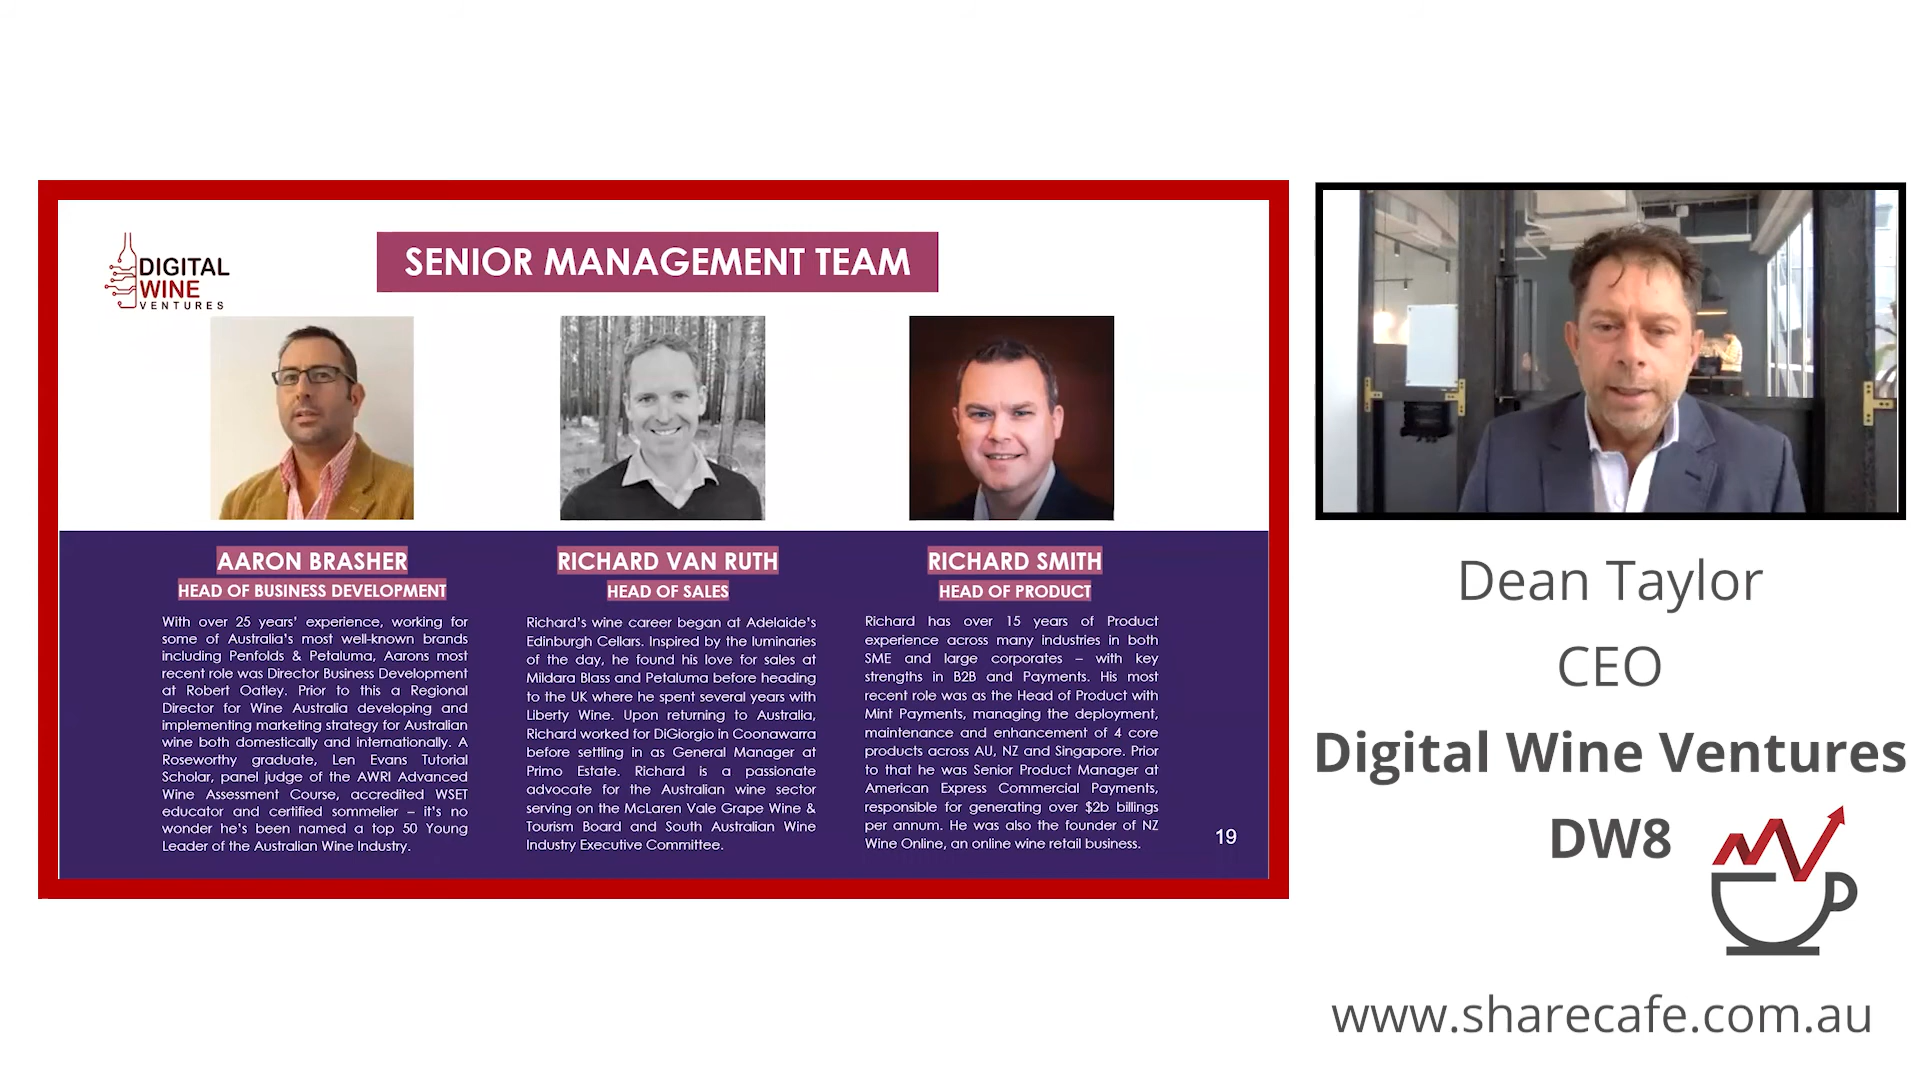 DIGITAL
WINE
VENTURES
SENIOR MANAGEMENT TEAM
AARON BRASHER
HEAD OF BUSINESS DEVELOPMENT
With over 25 years' experience, working for
some of Australia's most well-known brands
including Penfolds & Petaluma, Aarons most
recent role was Director Business Development
at Robert Oatley. Prior to this a Regional
Director for Wine Australia developing and
implementing marketing strategy for Australian
wine both domestically and internationally. A
Roseworthy graduate, Len Evans Tutorial
Scholar, panel judge of the AWRI Advanced
Wine Assessment Course, accredited WSET
educator and certified sommelier – it's no
wonder he's been named a top 50 Young
Leader of the Australian Wine Industry.
RICHARD VAN RUTH
HEAD OF SALES
Richard's wine career began at Adelaide's
Edinburgh Cellars. Inspired by the luminaries
of the day, he found his love for sales at
Mildara Blass and Petaluma before heading
to the UK where he spent several years with
Liberty Wine. Upon returning to Australia,
Richard worked for DiGiorgio in Coonawarra
before settling in as General Manager at
Primo Estate. Richard is a passionate
advocate for the Australian wine sector
serving on the McLaren Vale Grape Wine &
Tourism Board and South Australian Wine
Industry Executive Committee.
RICHARD SMITH
HEAD OF PRODUCT
Richard has over 15 years of Product
experience across many industries in both
SME and large corporates – with key
strengths in B2B and Payments. His most
recent role was as the Head of Product with
Mint Payments, managing the deployment,
maintenance and enhancement of 4 core
products across AU, NZ and Singapore. Prior
to that he was Senior Product Manager at
American Express Commercial Payments,
responsible for generating over $2b billings
per annum. He was also the founder of NZ
Wine Online, an online wine retail business.
19
Dean Taylor
CEO
Digital Wine Ventures
DW8
www.sharecafe.com.au